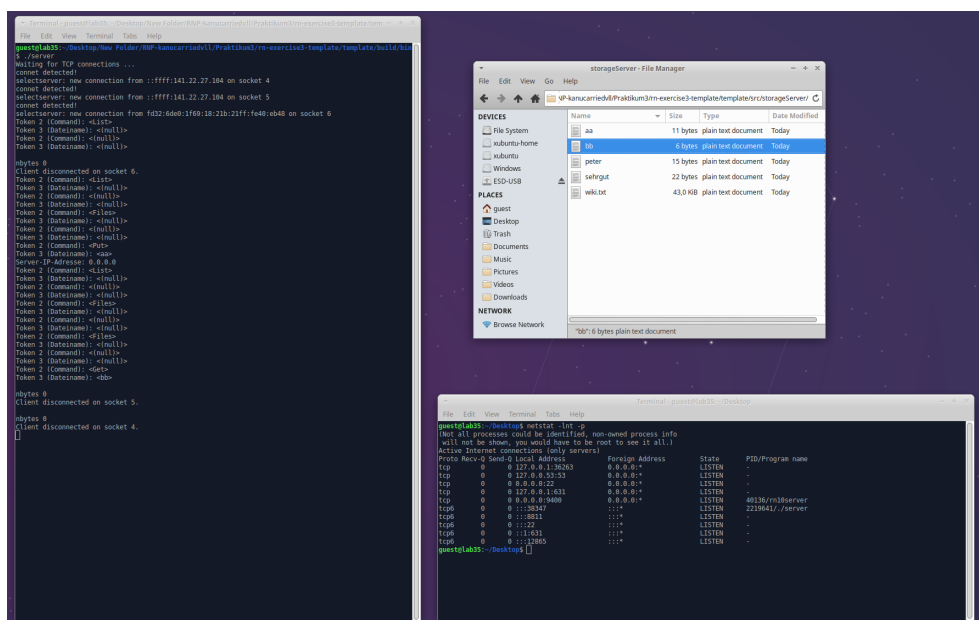 Terminal - guest@lab35: ~/Desktop/New Folder/RNP-kanucarriedvll/Praktikum3/rn-exercise3-template/tem
File Edit View Terminal Tabs Help
guest@lab35:~/Desktop/New Folder/RNP-kanucarriedvll/Praktikum3/rn-exercise3-template/template/build/bin
$ ./server
Waiting for TCP connections ...
connet detected!
selectserver: new connection from ::ffff:141.22.27.104 on socket 4
connet detected!
selectserver: new connection from ::ffff:141.22.27.104 on socket 5
connet detected!
selectserver: new connection from fd32:6de0:1f69:18:21b:21ff:fe40:eb48 on socket 6
Token 2 (Command): <List>
Token 3 (Dateiname): <(null)>
Token 2 (Command): <(null)>
Token 3 (Dateiname): <(null)>
nbytes 0
Client disconnected on socket 6.
Token 2 (Command): <List>
Token 3 (Dateiname): <(null)>
Token 2 (Command): <(null)>
Token 3 (Dateiname): <(null)>
Token 2 (Command): <Files>
Token 3 (Dateiname): <(null)>
Token 2 (Command): <(null)>
Token 3 (Dateiname): <(null)>
Token 2 (Command): <Put>
Token 3 (Dateiname): <aa>
Server-IP-Adresse: 0.0.0.0
Token 2 (Command): <List>
Token 3 (Dateiname): <(null)>
Token 2 (Command): <(null)>
Token 3 (Dateiname): <(null)>
Token 2 (Command): <Files>
Token 3 (Dateiname): <(null)>
Token 2 (Command): <(null)>
Token 3 (Dateiname): <(null)>
Token 2 (Command): <Files>
Token 3 (Dateiname): <(null)>
Token 2 (Command): <(null)>
Token 3 (Dateiname): <(null)>
Token 2 (Command): <Get>
Token 3 (Dateiname): <bb>
nbytes 0
Client disconnected on socket 5.
nbytes 0
Client disconnected on socket 4.
storageServer - File Manager
File Edit View Go Help
\P-kanucarriedvll/Praktikum3/rn-exercise3-template/template/src/storageServer/
DEVICES
File System
xubuntu-home
xubuntu
Windows
ESD-USB
PLACES
guest
Desktop
Trash
Documents
Music
Pictures
Videos
Downloads
NETWORK
Browse Network
Name Size Type Date Modified
aa 11 bytes plain text document Today
bb 6 bytes plain text document Today
peter 15 bytes plain text document Today
sehrgut 22 bytes plain text document Today
wiki.txt 43,0 KiB plain text document Today
"bb": 6 bytes plain text document
Terminal - guest@lab35: ~/Desktop
File Edit View Terminal Tabs Help
guest@lab35:~/Desktop$ netstat -lnt -p
(Not all processes could be identified, non-owned process info
will not be shown, you would have to be root to see it all.)
Active Internet connections (only servers)
Proto Recv-Q Send-Q Local Address Foreign Address State PID/Program name
tcp 0 0 127.0.0.1:36263 0.0.0.0:* LISTEN -
tcp 0 0 127.0.0.53:53 0.0.0.0:* LISTEN -
tcp 0 0 0.0.0.0:22 0.0.0.0:* LISTEN -
tcp 0 0 127.0.0.1:631 0.0.0.0:* LISTEN -
tcp 0 0 0.0.0.0:9400 0.0.0.0:* LISTEN 40136/rn10server
tcp6 0 0 :::38347 :::* LISTEN -
tcp6 0 0 :::8811 :::* LISTEN 2219641/./server
tcp6 0 0 :::22 :::* LISTEN -
tcp6 0 0 ::1:631 :::* LISTEN -
tcp6 0 0 :::12865 :::* LISTEN -
guest@lab35:~/Desktop$